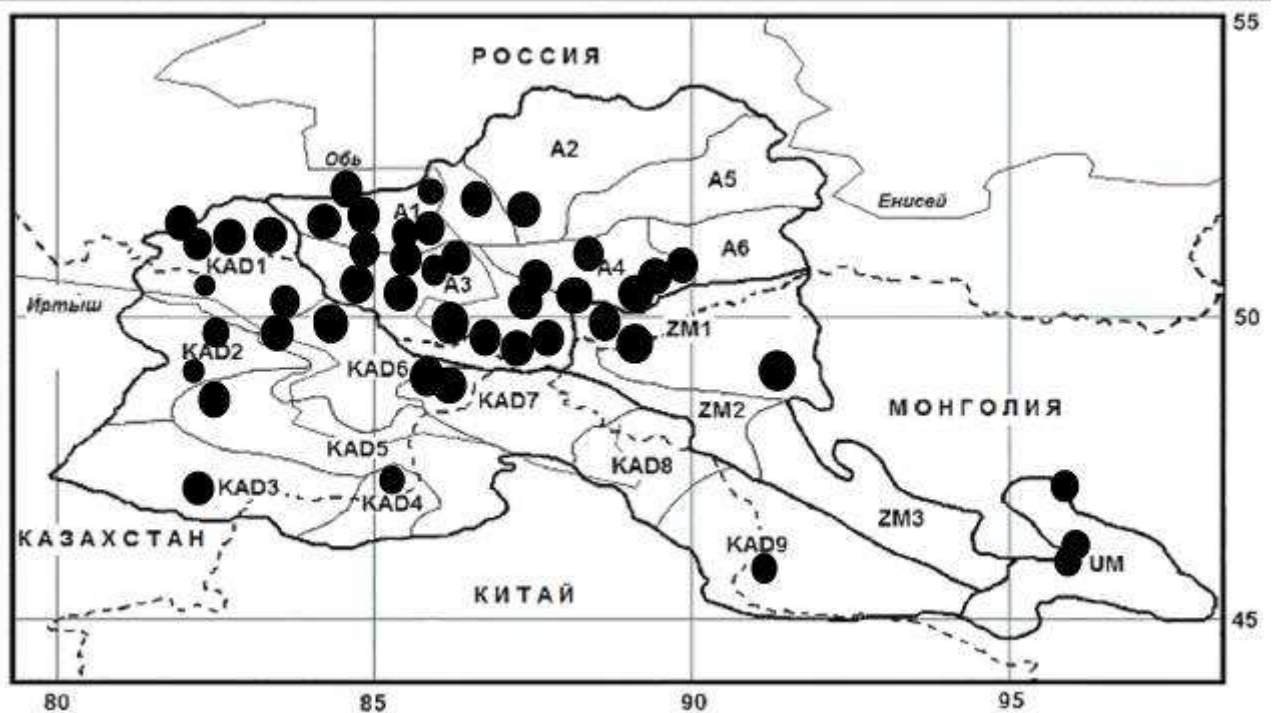 55
РОССИЯ
A2
Обь
A5
Енисей
A1
A6
KAD1
A4
A3
Иртыш
50
ZM1
KAD2
KAD6
KAD7
ZM2
МОНГОЛИЯ
KAD5
KAD8
KAD3
KAD4
ZM3
КАЗАХСТАН
KAD9
UM
КИТАЙ
45
80
85
90
95